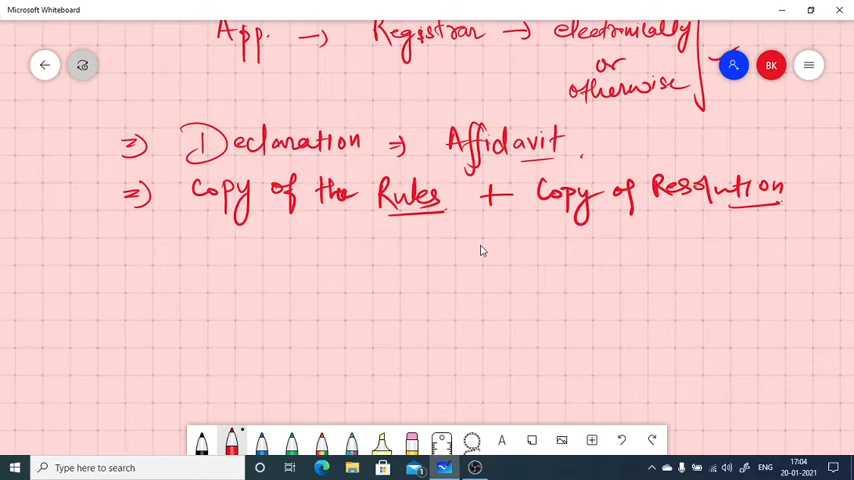 Microsoft Whiteboard
App. → Registrar → electronically
or
otherwise
BK
⇒ Declaration ⇒ Affidavit.
⇒ Copy of the Rules + Copy of Resolution
Type here to search
1
ENG
17:04
20-01-2021